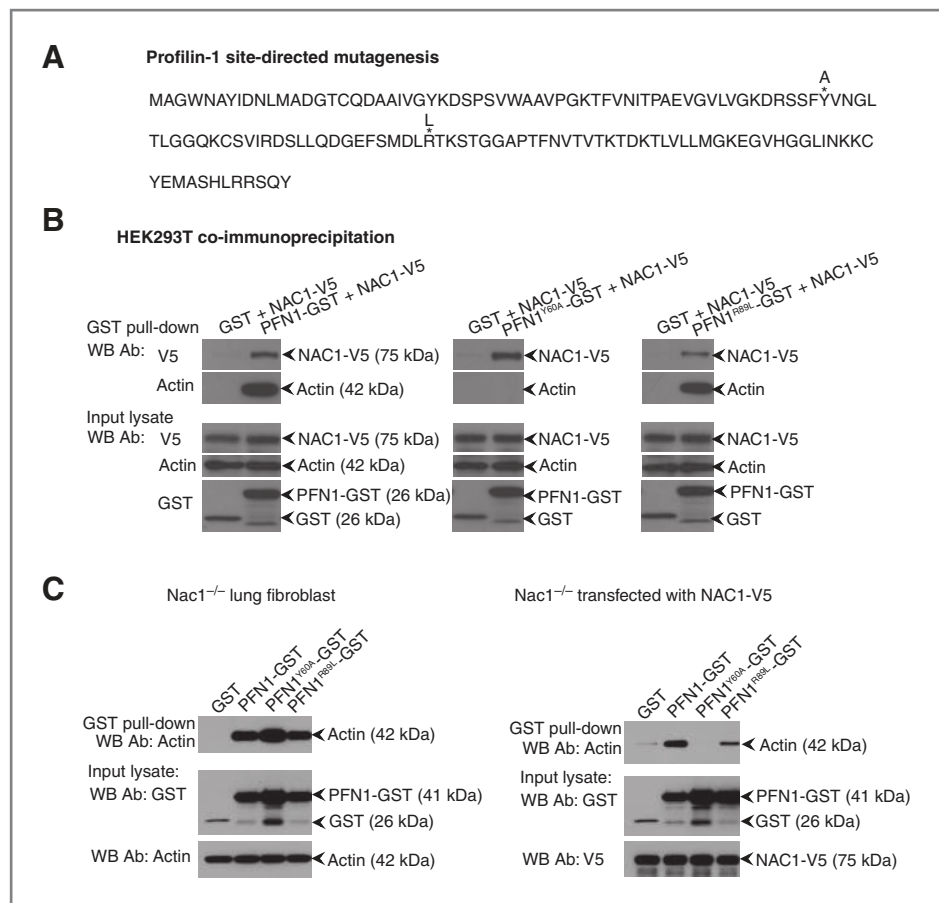 A
Profilin-1 site-directed mutagenesis
A
*
MAGWNAYIDNLMADGTCQDAAIVGYKDSPSVWAAVPGKTFVNITPAEVGVLVGKDRSSFYVNGL
L
*
TLGGQKCSVIRDSLLQDGEFSMDLRTKSTGGAPTFNVTVTKTDKTLVLLMGKEGVHGGLINKKC
YEMASHLRRSQY
B
HEK293T co-immunoprecipitation
GST + NAC1-V5
PFN1-GST + NAC1-V5
GST + NAC1-V5
PFN1Y60A-GST + NAC1-V5
GST + NAC1-V5
PFN1R89L-GST + NAC1-V5
GST pull-down
WB Ab: V5 NAC1-V5 (75 kDa) NAC1-V5 NAC1-V5
Actin Actin (42 kDa) Actin Actin
Input lysate
WB Ab: V5 NAC1-V5 (75 kDa) NAC1-V5 NAC1-V5
Actin Actin (42 kDa) Actin Actin
GST PFN1-GST (26 kDa) PFN1-GST PFN1-GST
GST (26 kDa) GST GST
C
Nac1–/– lung fibroblast
Nac1–/– transfected with NAC1-V5
GST
PFN1-GST
PFN1Y60A-GST
PFN1R89L-GST
GST
PFN1-GST
PFN1Y60A-GST
PFN1R89L-GST
GST pull-down
WB Ab: Actin Actin (42 kDa)
Input lysate:
WB Ab: GST PFN1-GST (41 kDa)
GST (26 kDa)
WB Ab: Actin Actin (42 kDa)
GST pull-down
WB Ab: Actin Actin (42 kDa)
Input lysate:
WB Ab: GST PFN1-GST (41 kDa)
GST (26 kDa)
WB Ab: V5 NAC1-V5 (75 kDa)